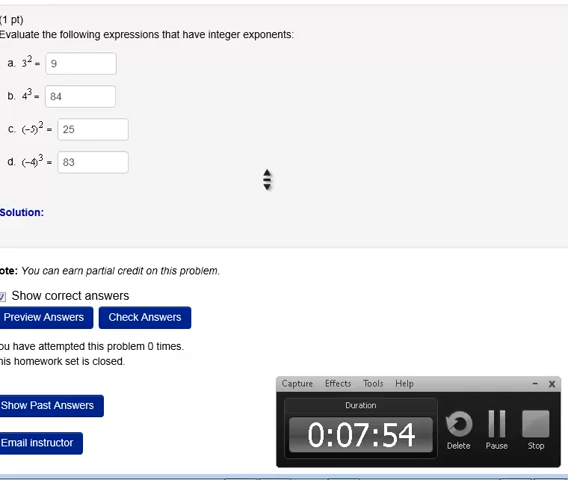 (1 pt)
Evaluate the following expressions that have integer exponents:
a. 3² = 9
b. 4³ = 84
c. (−5)² = 25
d. (−4)³ = 83
Solution:
ote: You can earn partial credit on this problem.
Show correct answers
Preview Answers Check Answers
ou have attempted this problem 0 times.
his homework set is closed.
Show Past Answers
Email instructor
Capture Effects Tools Help – x
Duration
0:07:54
Delete Pause Stop